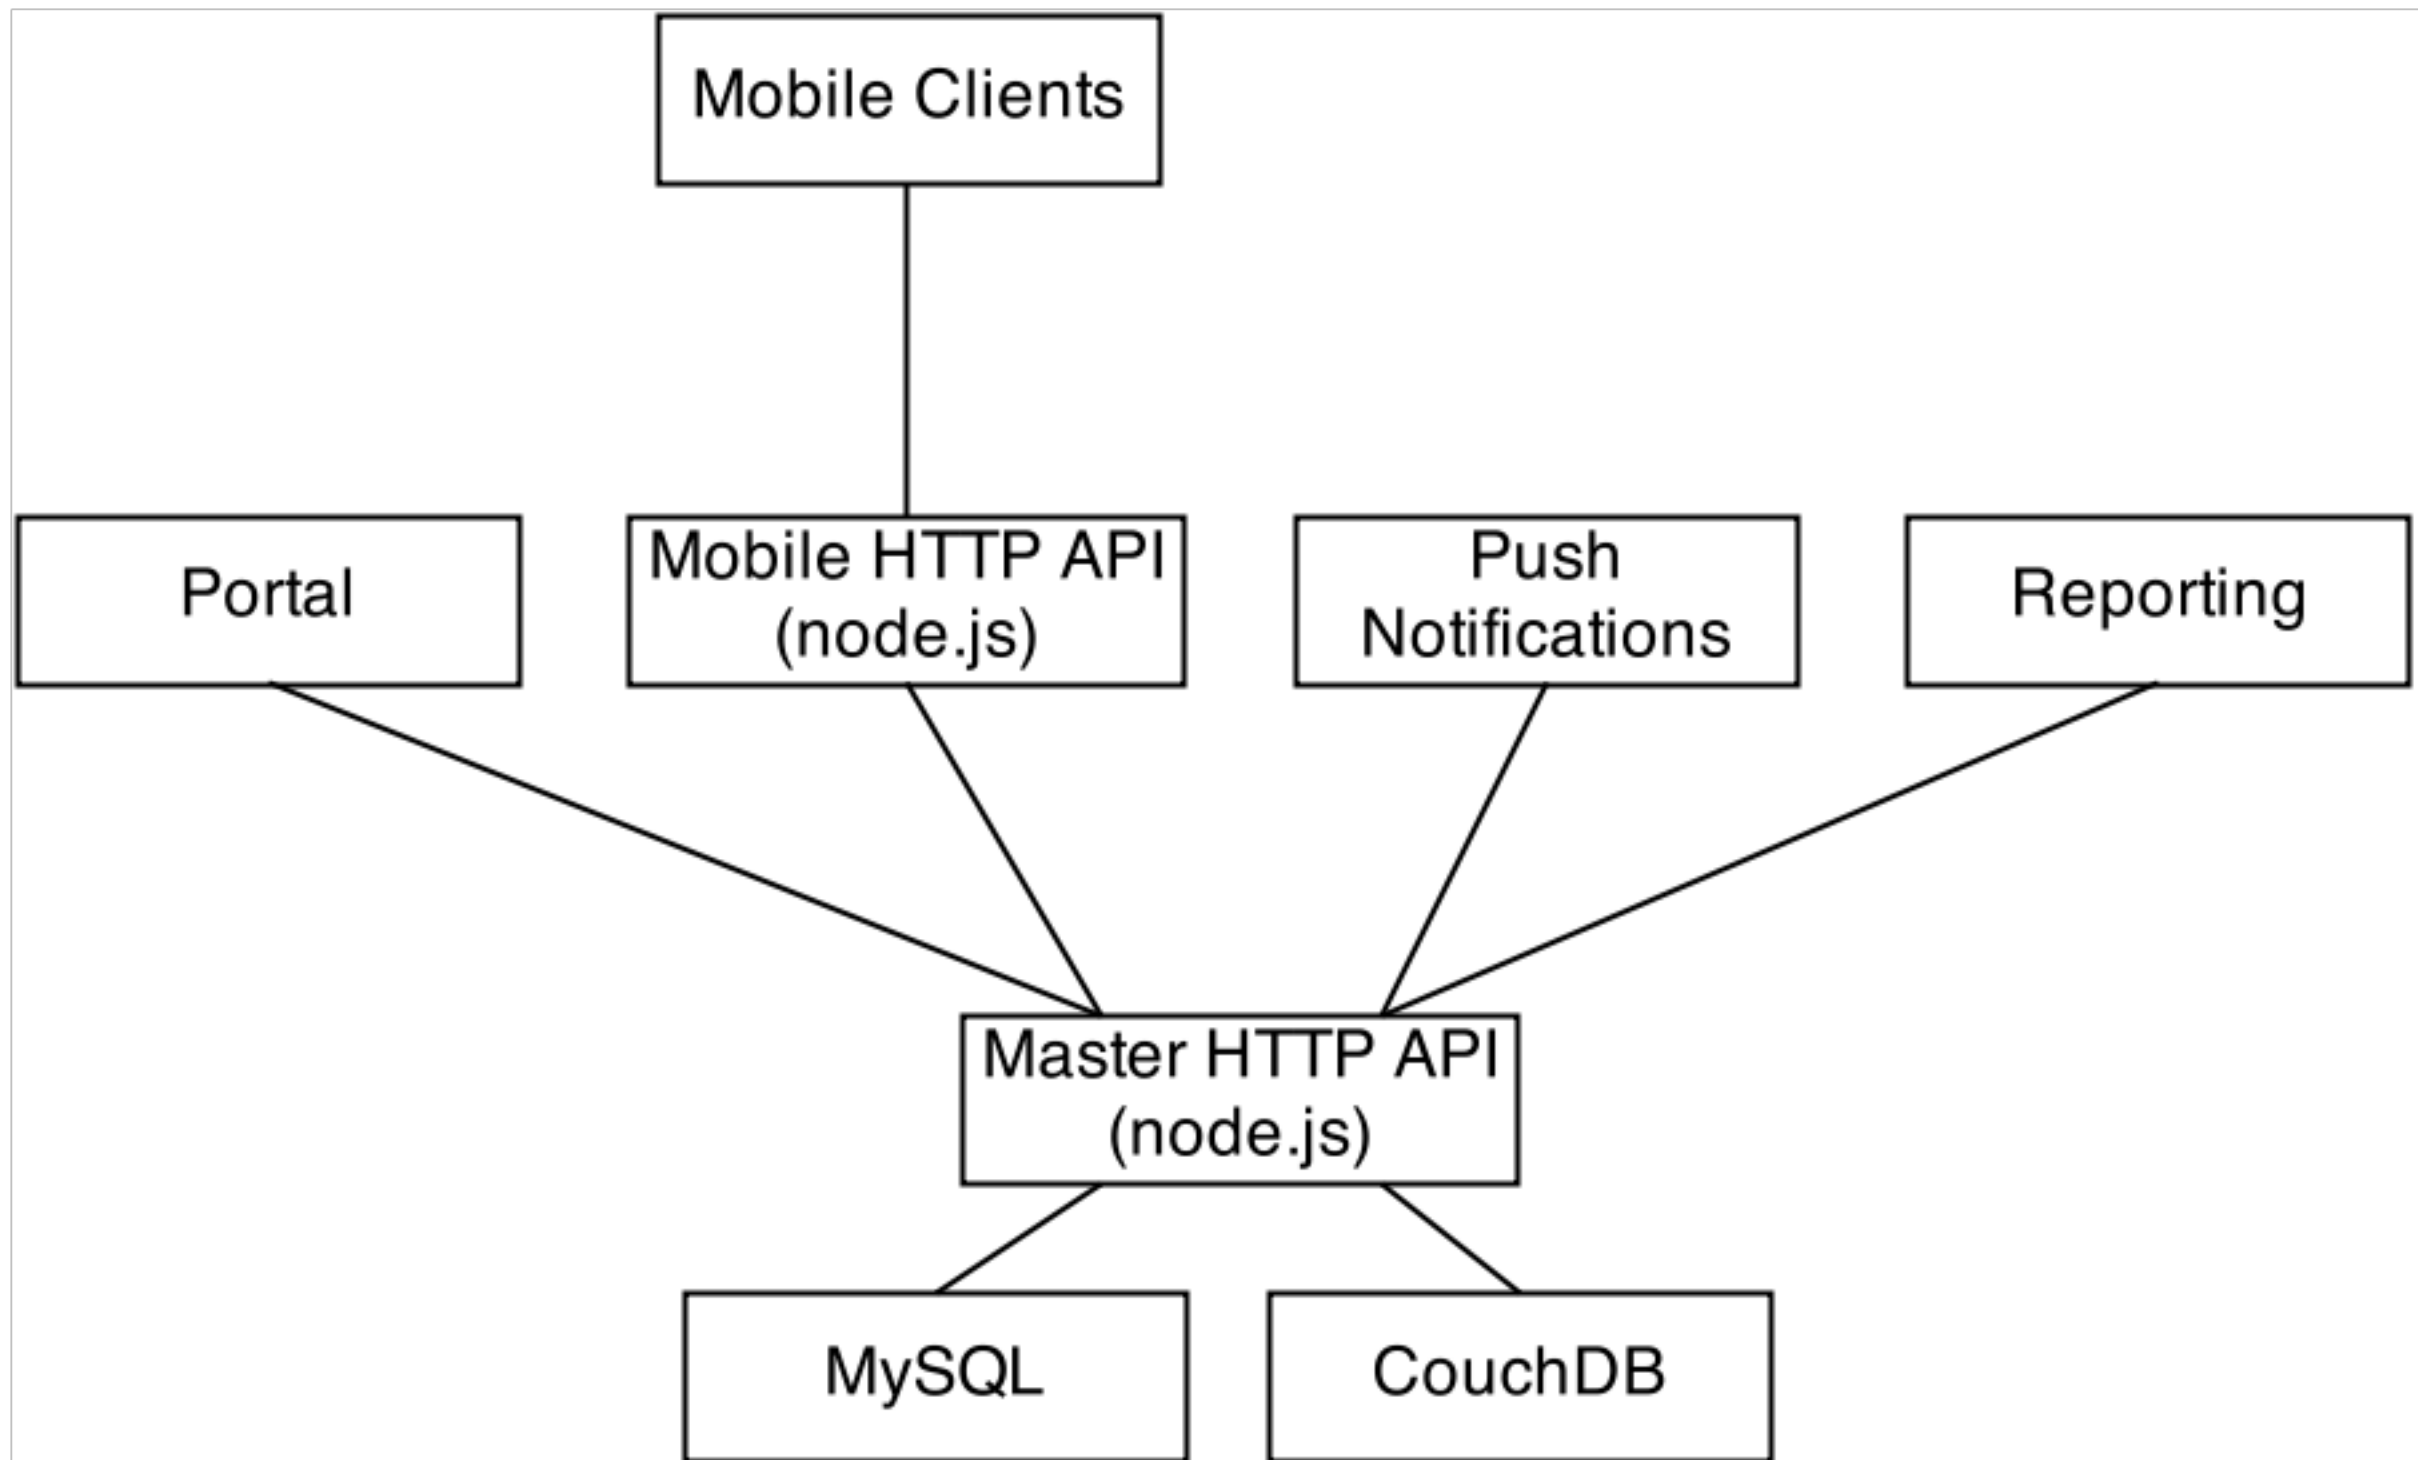 Mobile Clients
Portal
Mobile HTTP API
(node.js)
Push
Notifications
Reporting
Master HTTP API
(node.js)
MySQL
CouchDB